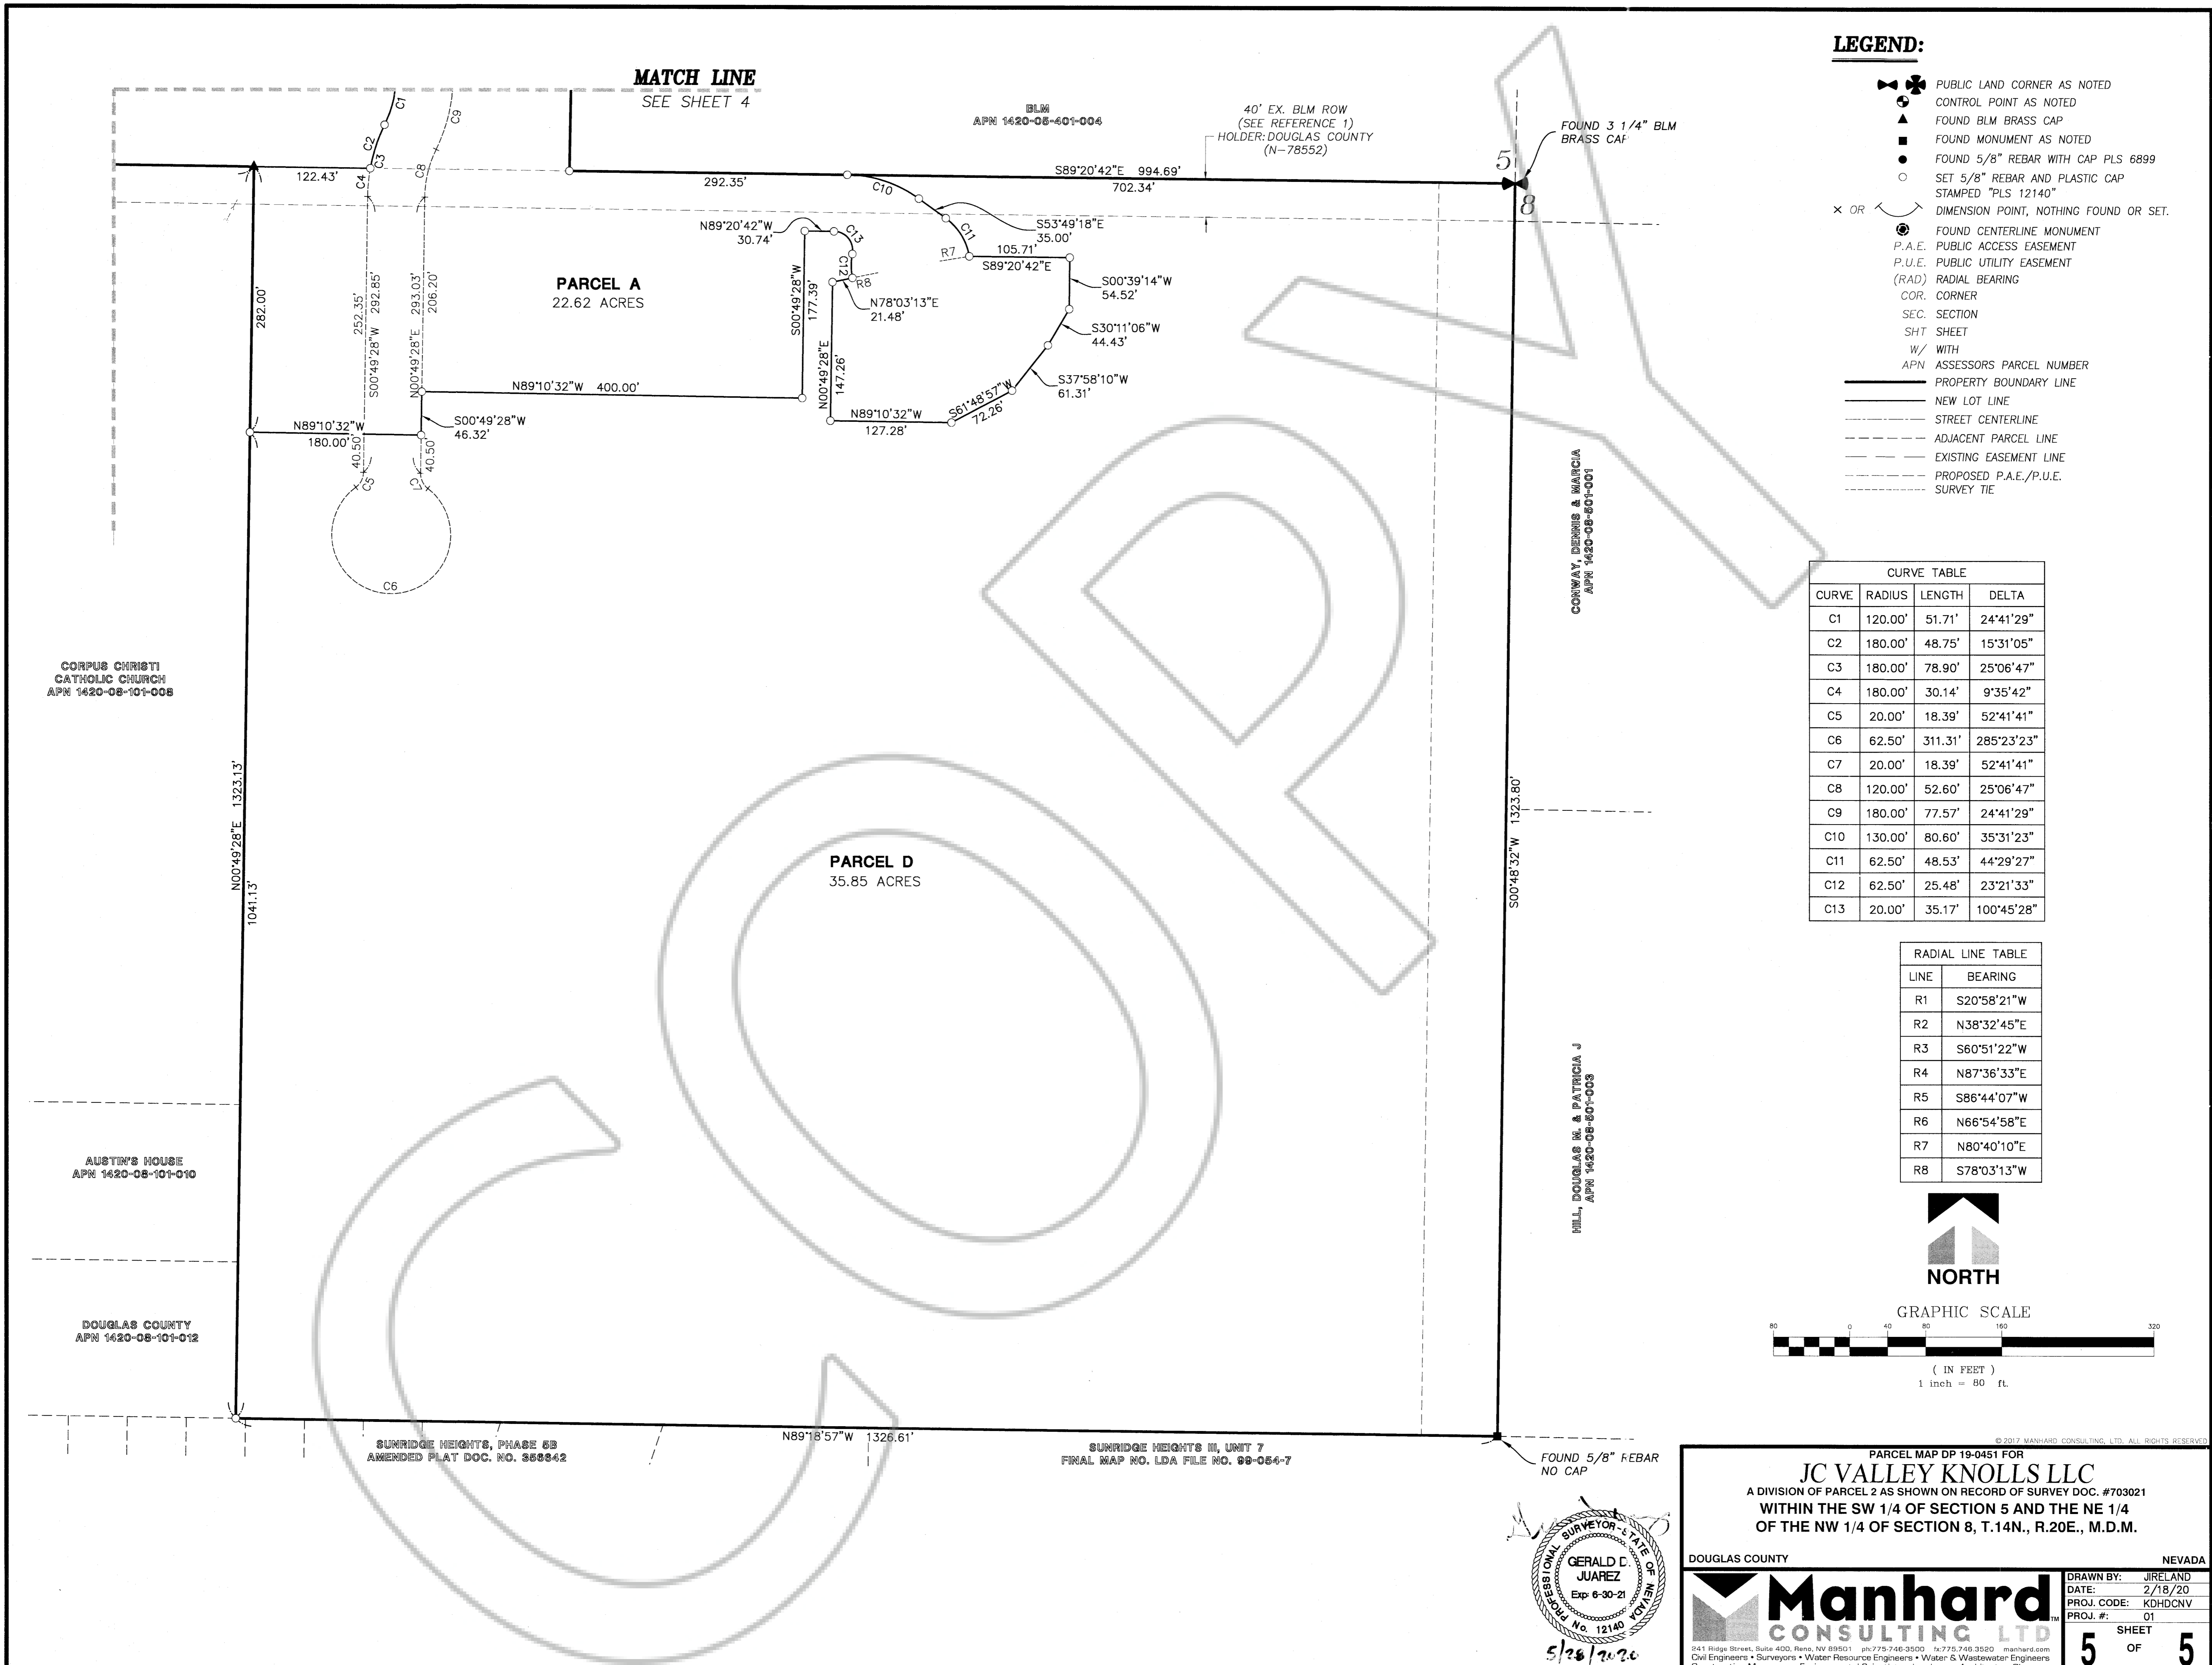 MATCH LINE
SEE SHEET 4
BLM
APN 1420-05-401-004
40' EX. BLM ROW
(SEE REFERENCE 1)
HOLDER: DOUGLAS COUNTY
(N-78552)
FOUND 3 1/4" BLM
BRASS CAP
5
8
C1
C2
C3
C4
C8
C9
122.43'
292.35'
S89°20'42"E 994.69'
702.34'
C10
S53°49'18"E
35.00'
C11
R7
105.71'
S89°20'42"E
S00°39'14"W
54.52'
S30°11'06"W
44.43'
S37°58'10"W
61.31'
S61°48'57"W
72.26'
N89°10'32"W
127.28'
N00°49'28"E
147.26'
N78°03'13"E
21.48'
R8
C12
C13
N89°20'42"W
30.74'
S00°49'28"W
177.39'
PARCEL A
22.62 ACRES
282.00'
252.35'
S00°49'28"W 292.85'
N00°49'28"E 293.03'
206.20'
N89°10'32"W 400.00'
S00°49'28"W
46.32'
N89°10'32"W
180.00'
40.50'
40.50'
C5
C7
C6
CORPUS CHRISTI
CATHOLIC CHURCH
APN 1420-08-101-008
N00°49'28"E 1323.13'
1041.13'
PARCEL D
35.85 ACRES
CONWAY, DENNIS & MARCIA
APN 1420-08-501-001
S00°48'32"W 1323.80'
HILL, DOUGLAS M. & PATRICIA J
APN 1420-08-501-003
AUSTIN'S HOUSE
APN 1420-08-101-010
DOUGLAS COUNTY
APN 1420-08-101-012
N89°18'57"W 1326.61'
SUNRIDGE HEIGHTS, PHASE 5B
AMENDED PLAT DOC. NO. 356642
SUNRIDGE HEIGHTS III, UNIT 7
FINAL MAP NO. LDA FILE NO. 99-054-7
FOUND 5/8" REBAR
NO CAP
COPY
LEGEND:
PUBLIC LAND CORNER AS NOTED
CONTROL POINT AS NOTED
FOUND BLM BRASS CAP
FOUND MONUMENT AS NOTED
FOUND 5/8" REBAR WITH CAP PLS 6899
SET 5/8" REBAR AND PLASTIC CAP
STAMPED "PLS 12140"
X OR DIMENSION POINT, NOTHING FOUND OR SET.
FOUND CENTERLINE MONUMENT
P.A.E. PUBLIC ACCESS EASEMENT
P.U.E. PUBLIC UTILITY EASEMENT
(RAD) RADIAL BEARING
COR. CORNER
SEC. SECTION
SHT SHEET
W/ WITH
APN ASSESSORS PARCEL NUMBER
PROPERTY BOUNDARY LINE
NEW LOT LINE
STREET CENTERLINE
ADJACENT PARCEL LINE
EXISTING EASEMENT LINE
PROPOSED P.A.E./P.U.E.
SURVEY TIE
CURVE TABLE
CURVE RADIUS LENGTH DELTA
C1 120.00' 51.71' 24°41'29"
C2 180.00' 48.75' 15°31'05"
C3 180.00' 78.90' 25°06'47"
C4 180.00' 30.14' 9°35'42"
C5 20.00' 18.39' 52°41'41"
C6 62.50' 311.31' 285°23'23"
C7 20.00' 18.39' 52°41'41"
C8 120.00' 52.60' 25°06'47"
C9 180.00' 77.57' 24°41'29"
C10 130.00' 80.60' 35°31'23"
C11 62.50' 48.53' 44°29'27"
C12 62.50' 25.48' 23°21'33"
C13 20.00' 35.17' 100°45'28"
RADIAL LINE TABLE
LINE BEARING
R1 S20°58'21"W
R2 N38°32'45"E
R3 S60°51'22"W
R4 N87°36'33"E
R5 S86°44'07"W
R6 N66°54'58"E
R7 N80°40'10"E
R8 S78°03'13"W
NORTH
GRAPHIC SCALE
80 0 40 80 160 320
( IN FEET )
1 inch = 80 ft.
© 2017 MANHARD CONSULTING, LTD. ALL RIGHTS RESERVED
PARCEL MAP DP 19-0451 FOR
JC VALLEY KNOLLS LLC
A DIVISION OF PARCEL 2 AS SHOWN ON RECORD OF SURVEY DOC. #703021
WITHIN THE SW 1/4 OF SECTION 5 AND THE NE 1/4
OF THE NW 1/4 OF SECTION 8, T.14N., R.20E., M.D.M.
DOUGLAS COUNTY NEVADA
Manhard TM
CONSULTING LTD
241 Ridge Street, Suite 400, Reno, NV 89501 ph:775-746-3500 fx:775.746.3520 manhard.com
Civil Engineers • Surveyors • Water Resource Engineers • Water & Wastewater Engineers
DRAWN BY: JIRELAND
DATE: 2/18/20
PROJ. CODE: KDHDCNV
PROJ. #: 01
SHEET
5 OF 5
PROFESSIONAL SURVEYOR-STATE OF NEVADA
GERALD D.
JUAREZ
Exp: 6-30-21
No. 12140
5/28/2020